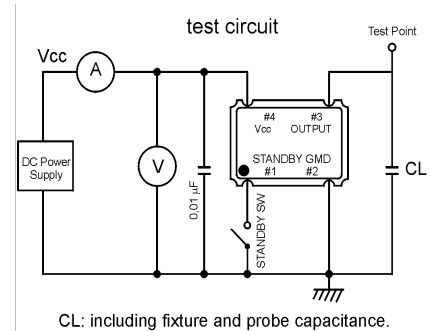 test circuit
Test Point
Vcc
A
#4 #3
Vcc OUTPUT
DC Power
Supply
V
STANDBY GMD
#1 #2
CL
0,01 µF
STANDBY SW
CL: including fixture and probe capacitance.